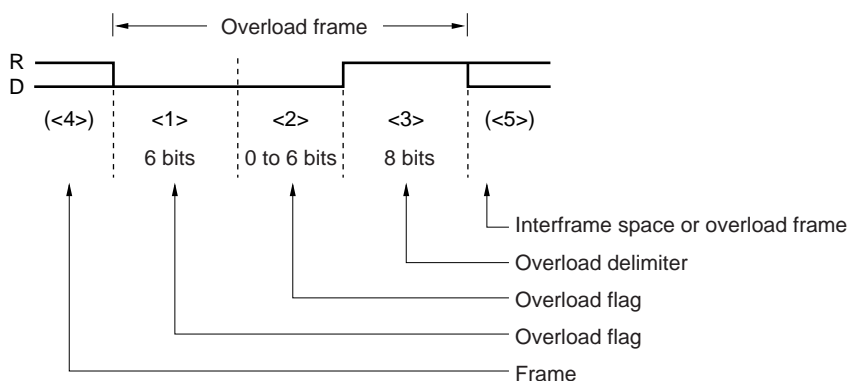 Overload frame
R
D
(<4>) <1> <2> <3> (<5>)
6 bits 0 to 6 bits 8 bits
Interframe space or overload frame
Overload delimiter
Overload flag
Overload flag
Frame